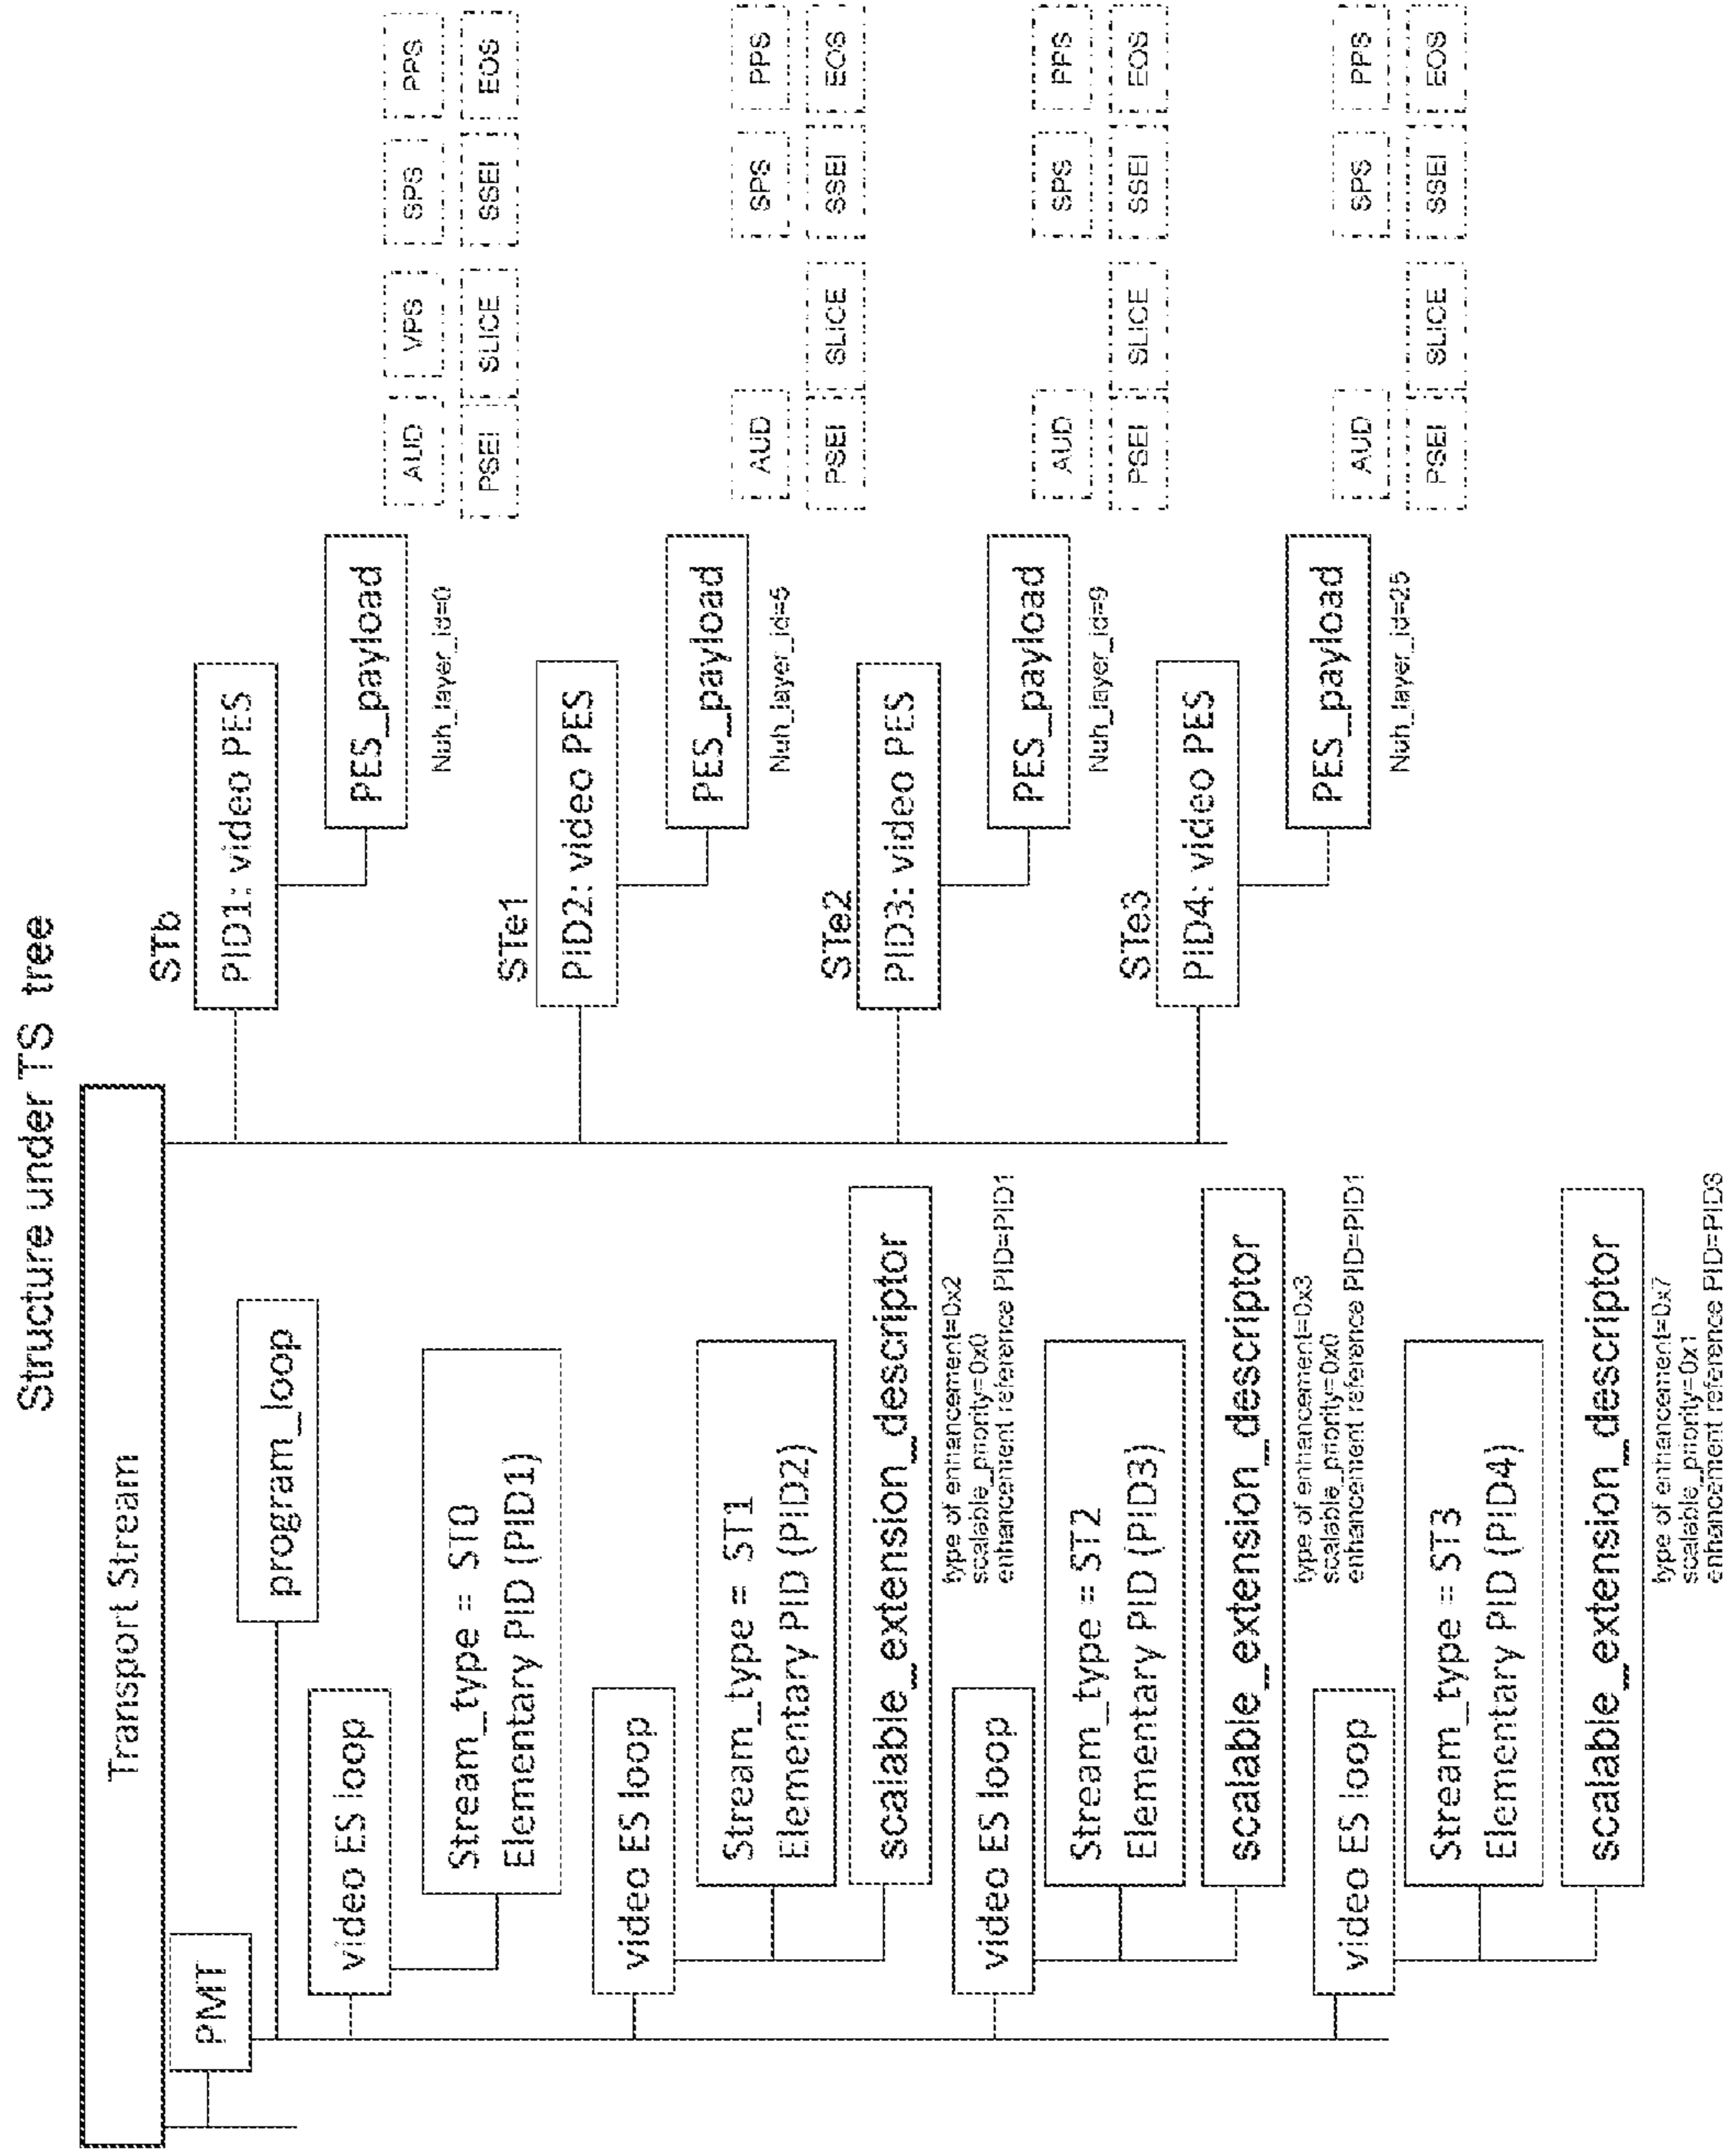 Structure under TS tree
Transport Stream
PMT
program_loop
video ES loop
Stream_type = ST0
Elementary PID (PID1)
video ES loop
Stream_type = ST1
Elementary PID (PID2)
scalable_extension_descriptor
type of enhancement=0x2
scalable_priority=0x0
enhancement reference PID=PID1
video ES loop
Stream_type = ST2
Elementary PID (PID3)
scalable_extension_descriptor
type of enhancement=0x3
scalable_priority=0x0
enhancement reference PID=PID1
video ES loop
Stream_type = ST3
Elementary PID (PID4)
scalable_extension_descriptor
type of enhancement=0x7
scalable_priority=0x1
enhancement reference PID=PID3
STb
PID1: video PES
PES_payload
Nuh_layer_id=0
AUD VPS SPS PPS
PSEI SLICE SSEI EOS
STe1
PID2: video PES
PES_payload
Nuh_layer_id=5
AUD SPS PPS
PSEI SLICE SSEI EOS
STe2
PID3: video PES
PES_payload
Nuh_layer_id=9
AUD SPS PPS
PSEI SLICE SSEI EOS
STe3
PID4: video PES
PES_payload
Nuh_layer_id=25
AUD SPS PPS
PSEI SLICE SSEI EOS